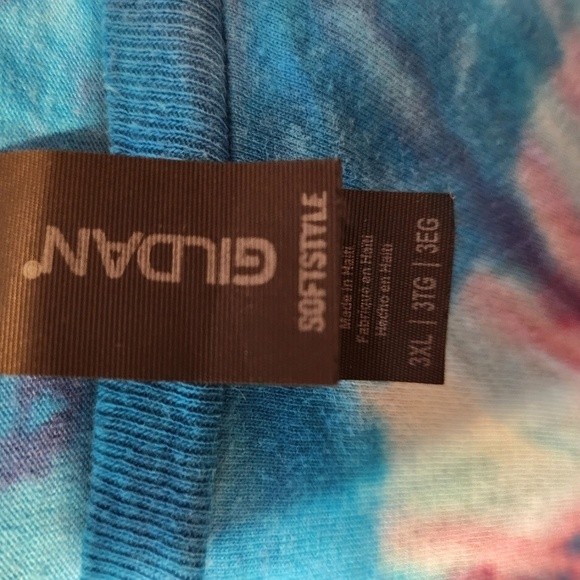 GILDAN
SOFTSTYLE
Made in Haiti
Fabriqué en Haïti
Hecho en Haití
3XL | 3TG | 3EG